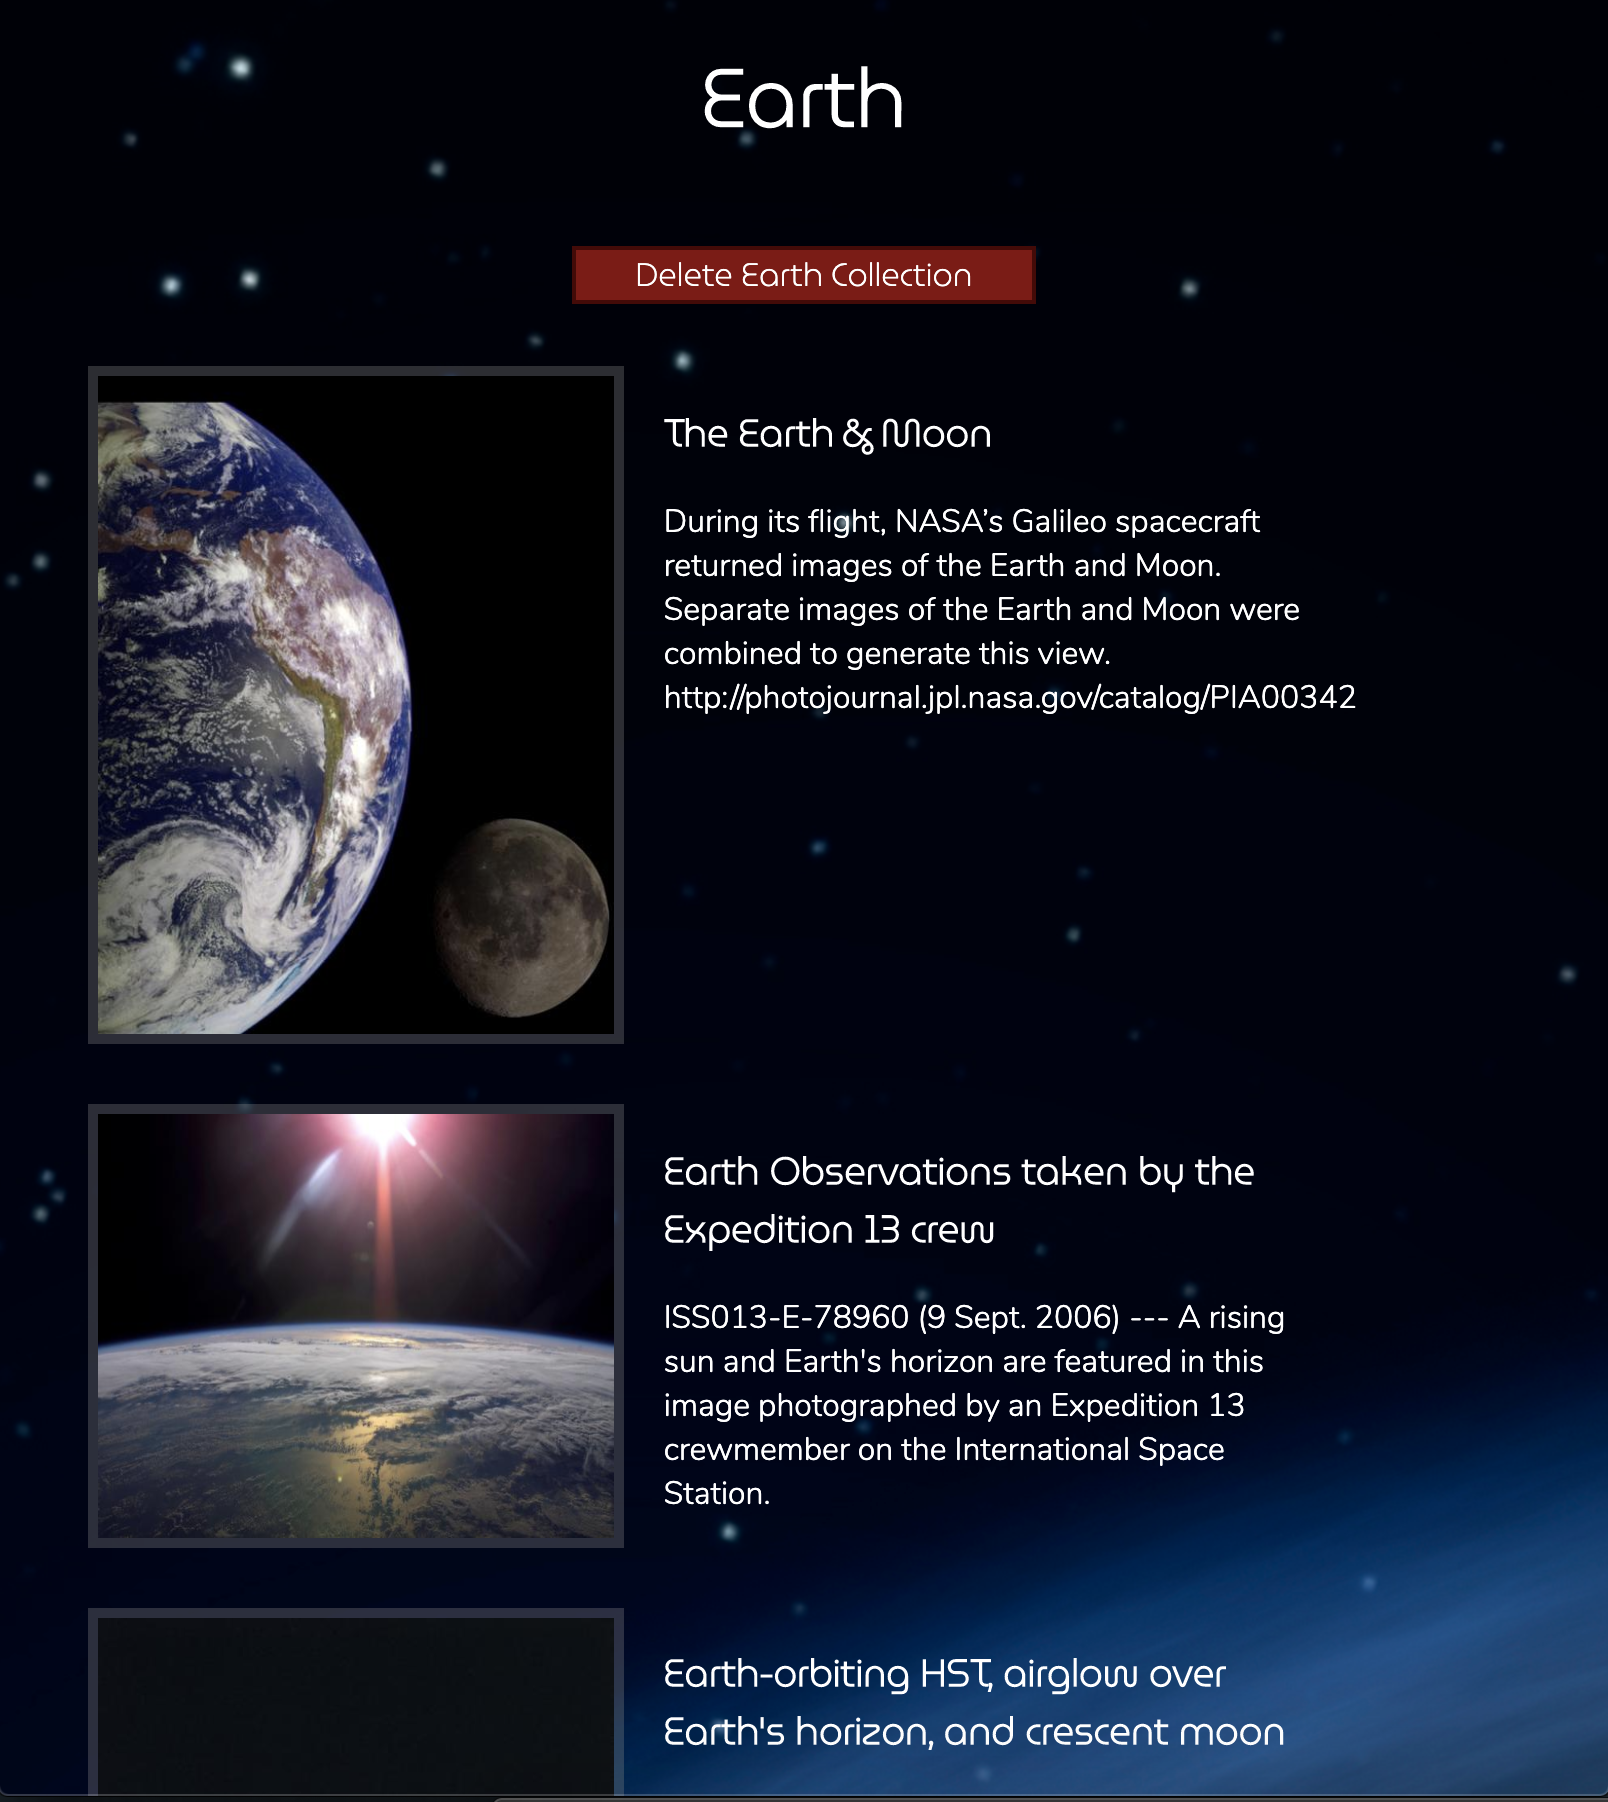 Earth
Delete Earth Collection
The Earth & Moon
During its flight, NASA’s Galileo spacecraft
returned images of the Earth and Moon.
Separate images of the Earth and Moon were
combined to generate this view.
http://photojournal.jpl.nasa.gov/catalog/PIA00342
Earth Observations taken by the
Expedition 13 crew
ISS013-E-78960 (9 Sept. 2006) --- A rising
sun and Earth's horizon are featured in this
image photographed by an Expedition 13
crewmember on the International Space
Station.
Earth-orbiting HST, airglow over
Earth's horizon, and crescent moon